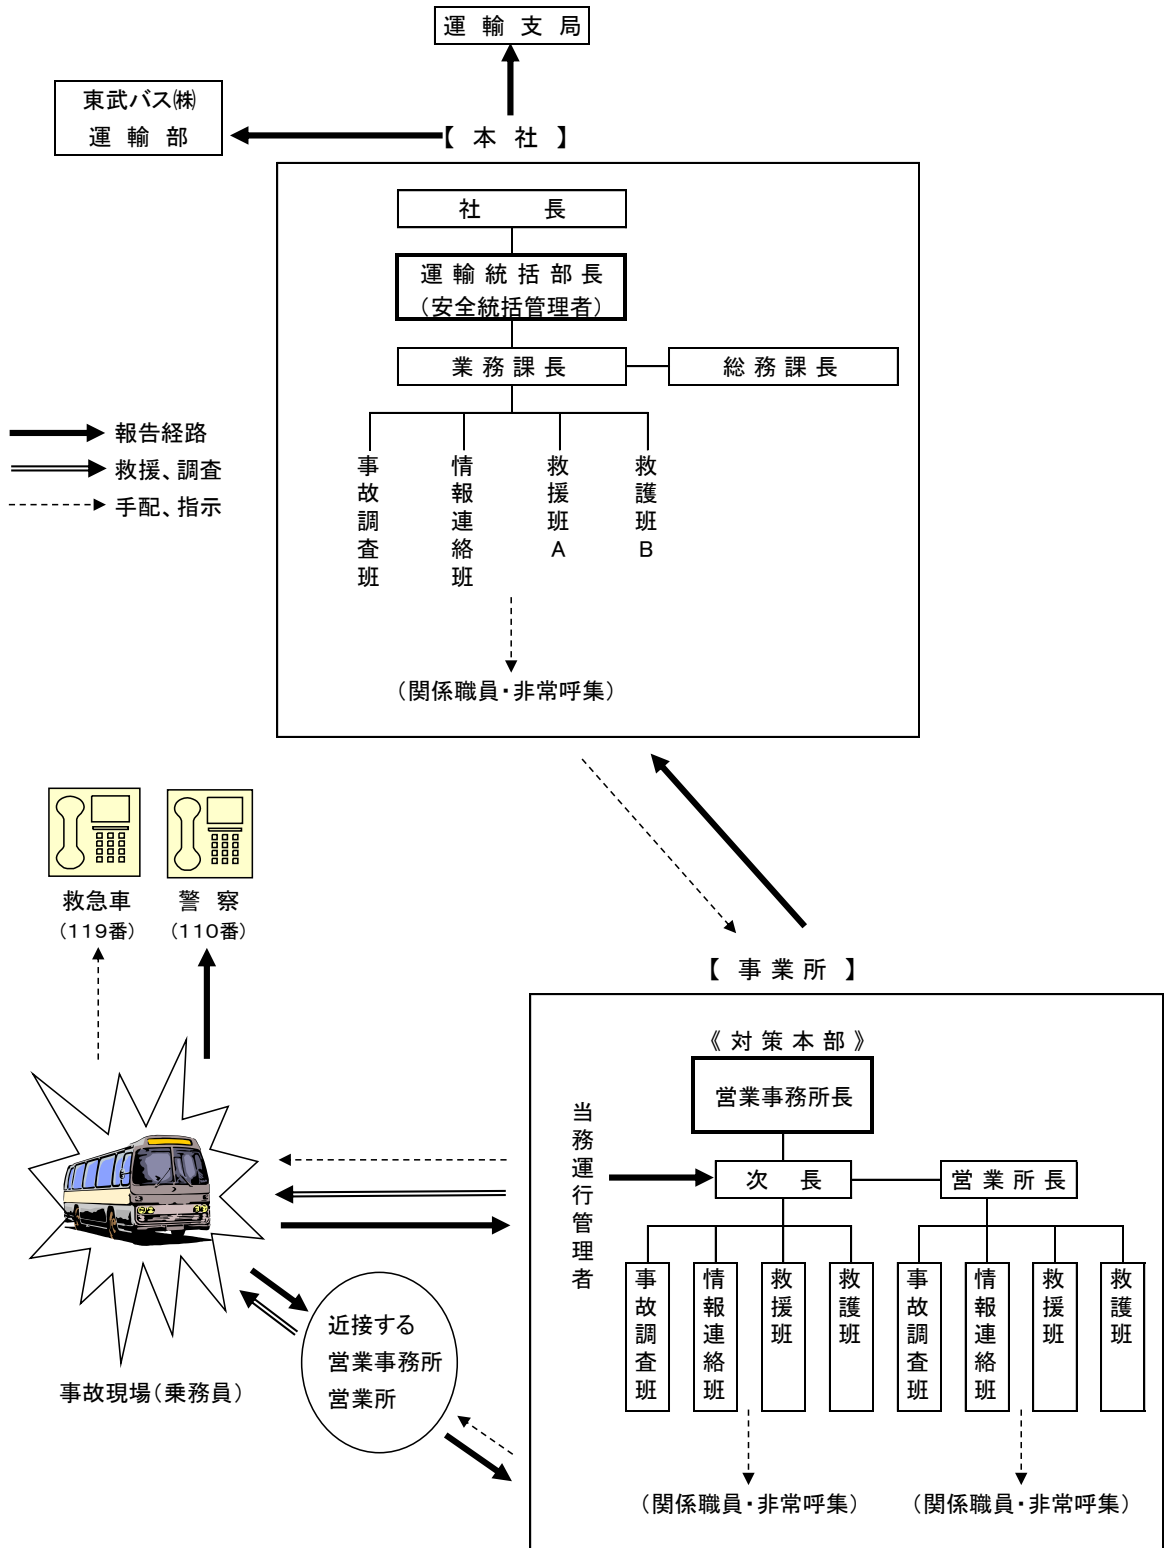 運輸支局
東武バス㈱
運輸部
【本社】
社長
運輸統括部長
(安全統括管理者)
業務課長
総務課長
報告経路
救援、調査
手配、指示
事故調査班
情報連絡班
救援班A
救護班B
(関係職員・非常呼集)
救急車
(119番)
警察
(110番)
【事業所】
《対策本部》
営業事務所長
当務運行管理者
次長
営業所長
事故調査班
情報連絡班
救援班
救護班
事故調査班
情報連絡班
救援班
救護班
近接する
営業事務所
営業所
事故現場(乗務員)
(関係職員・非常呼集)
(関係職員・非常呼集)